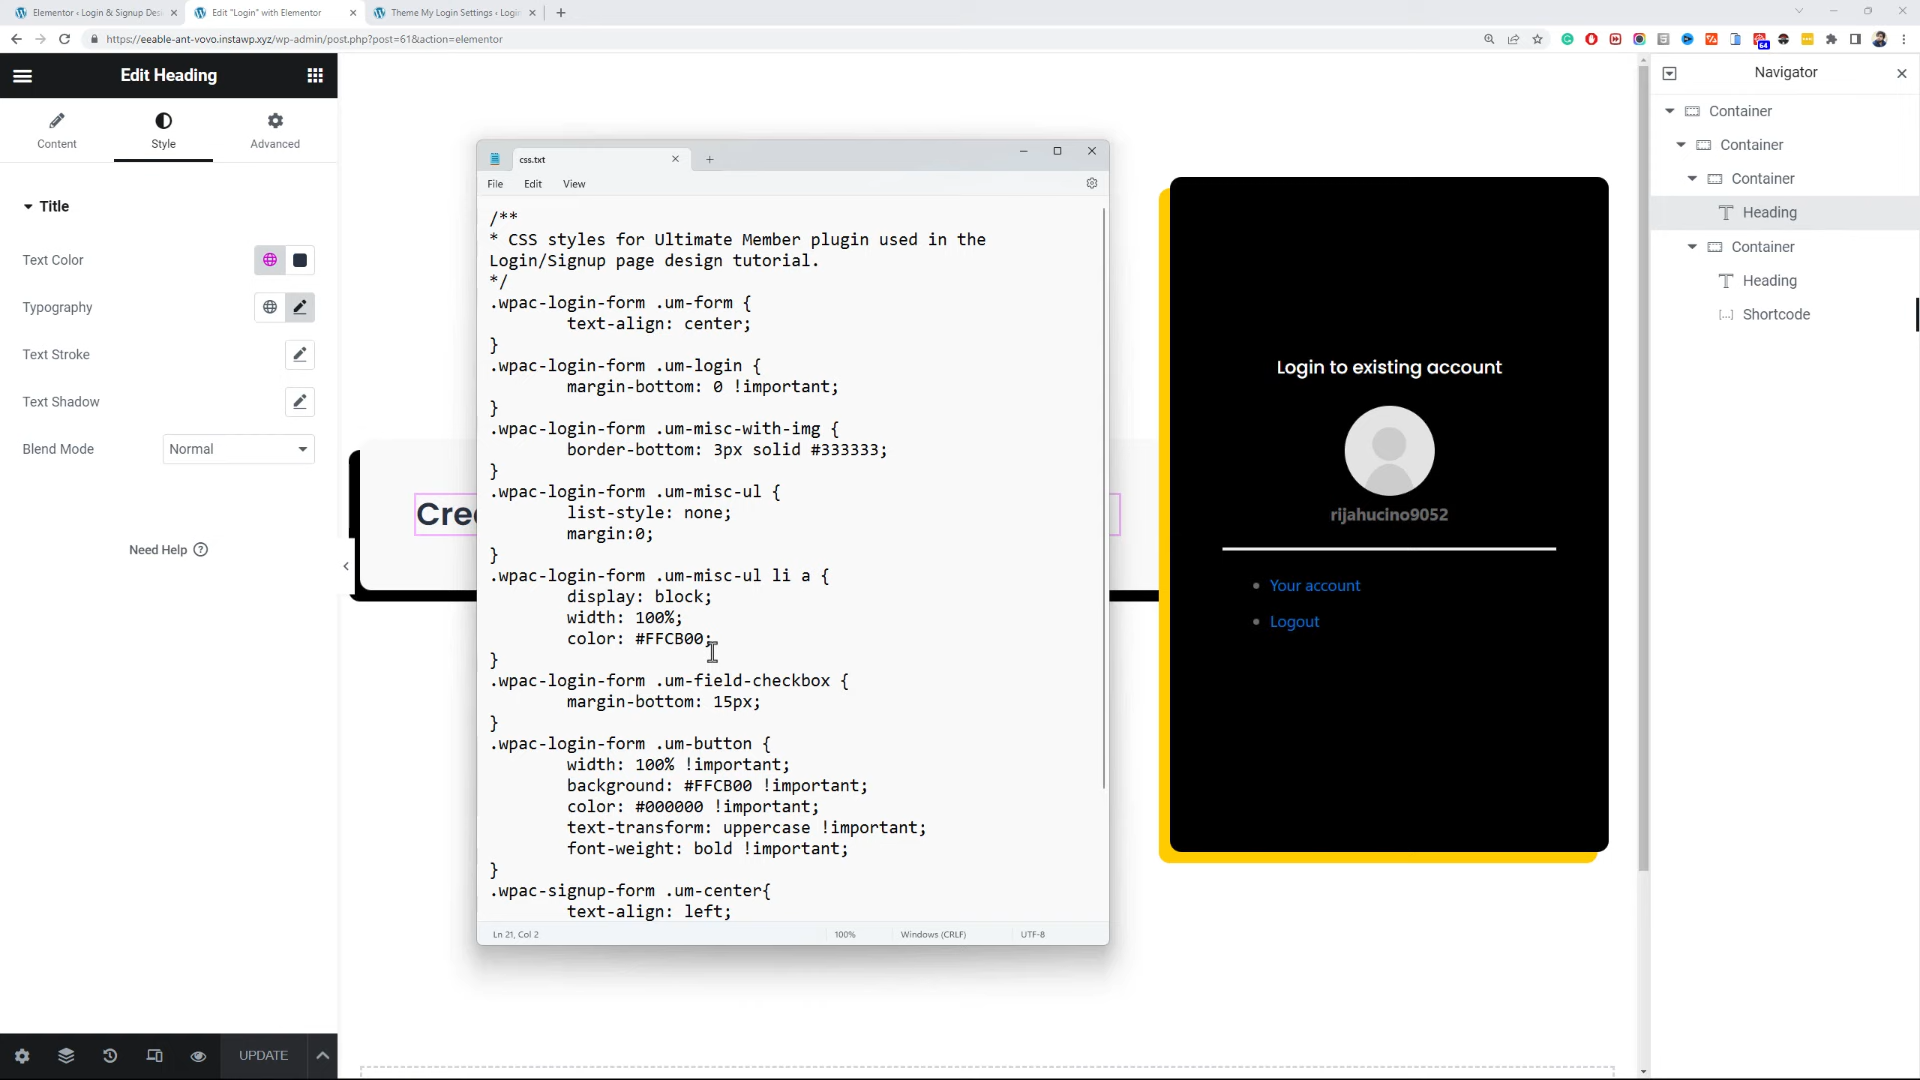 Elementor ‹ Login & Signup Des
Edit "Login" with Elementor
Theme My Login Settings ‹ Login
https://eeable-ant-vovo.instawp.xyz/wp-admin/post.php?post=61&action=elementor
64
Edit Heading
Content
Style
Advanced
Title
Text Color
Typography
Text Stroke
Text Shadow
Blend Mode
Normal
Need Help
UPDATE
Crea
css.txt
File
Edit
View
/**
* CSS styles for Ultimate Member plugin used in the
Login/Signup page design tutorial.
*/
.wpac-login-form .um-form {
text-align: center;
}
.wpac-login-form .um-login {
margin-bottom: 0 !important;
}
.wpac-login-form .um-misc-with-img {
border-bottom: 3px solid #333333;
}
.wpac-login-form .um-misc-ul {
list-style: none;
margin:0;
}
.wpac-login-form .um-misc-ul li a {
display: block;
width: 100%;
color: #FFCB00;
}
.wpac-login-form .um-field-checkbox {
margin-bottom: 15px;
}
.wpac-login-form .um-button {
width: 100% !important;
background: #FFCB00 !important;
color: #000000 !important;
text-transform: uppercase !important;
font-weight: bold !important;
}
.wpac-signup-form .um-center{
text-align: left;
Ln 21, Col 2
100%
Windows (CRLF)
UTF-8
Login to existing account
rijahucino9052
Your account
Logout
Navigator
Container
Container
Container
Heading
Container
Heading
Shortcode